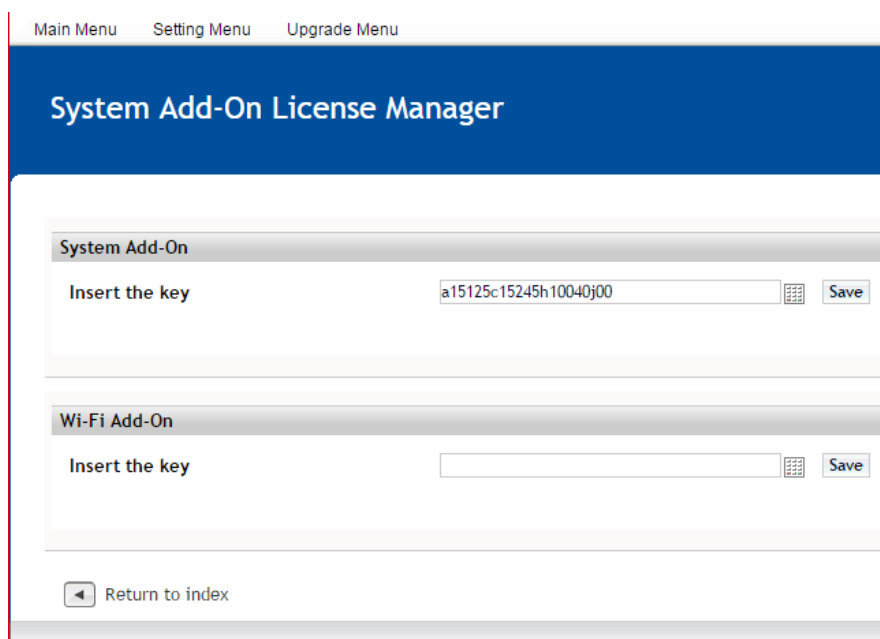 Main Menu Setting Menu Upgrade Menu
System Add-On License Manager
System Add-On
Insert the key a15125c15245h10040j00 Save
Wi-Fi Add-On
Insert the key Save
Return to index